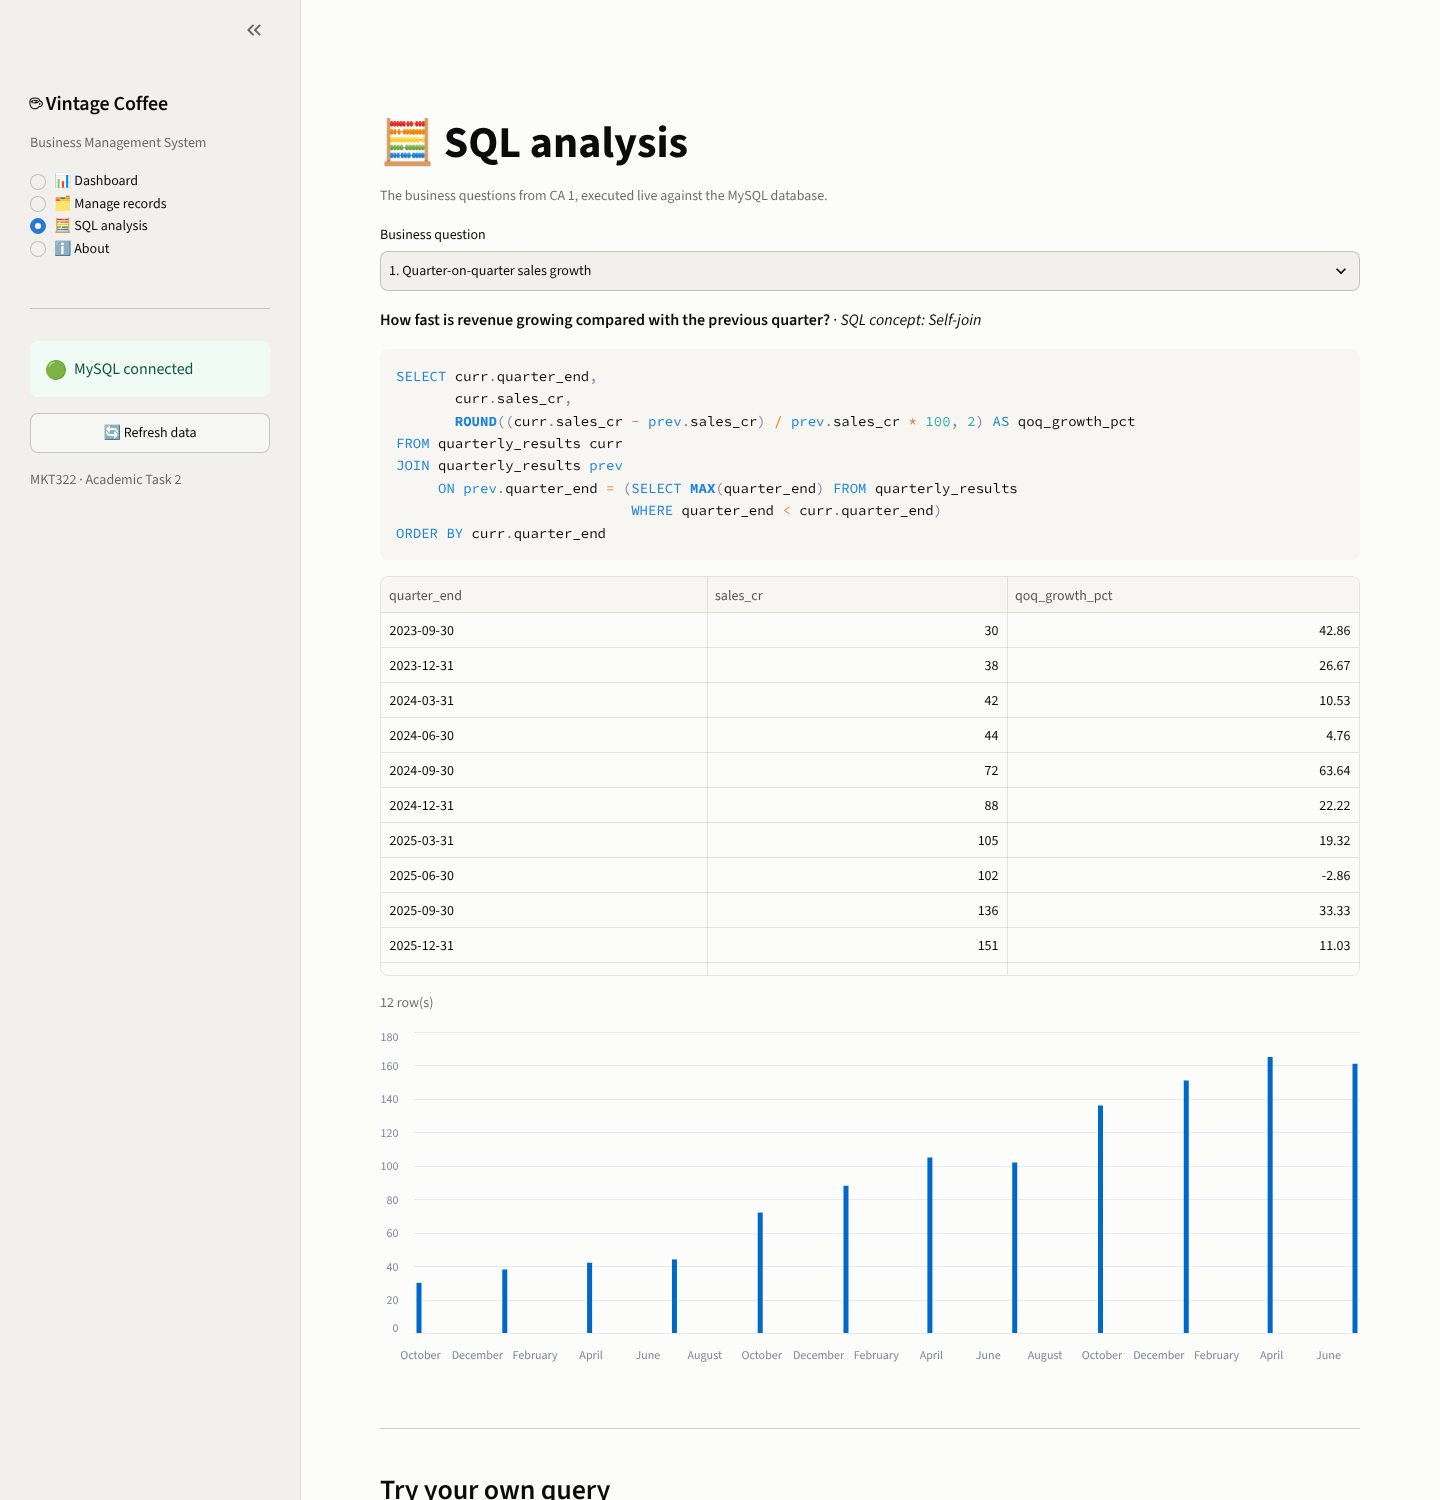 Vintage Coffee
Business Management System
📊 Dashboard
🗂️ Manage records
🧮 SQL analysis
ℹ️ About
🟢 MySQL connected
🔄 Refresh data
MKT322 · Academic Task 2
🧮 SQL analysis
The business questions from CA 1, executed live against the MySQL database.
Business question
1. Quarter-on-quarter sales growth
How fast is revenue growing compared with the previous quarter? · SQL concept: Self-join
SELECT curr.quarter_end,
       curr.sales_cr,
       ROUND((curr.sales_cr - prev.sales_cr) / prev.sales_cr * 100, 2) AS qoq_growth_pct
FROM quarterly_results curr
JOIN quarterly_results prev
     ON prev.quarter_end = (SELECT MAX(quarter_end) FROM quarterly_results
                            WHERE quarter_end < curr.quarter_end)
ORDER BY curr.quarter_end
quarter_end sales_cr qoq_growth_pct
2023-09-30 30 42.86
2023-12-31 38 26.67
2024-03-31 42 10.53
2024-06-30 44 4.76
2024-09-30 72 63.64
2024-12-31 88 22.22
2025-03-31 105 19.32
2025-06-30 102 -2.86
2025-09-30 136 33.33
2025-12-31 151 11.03
12 row(s)
180
160
140
120
100
80
60
40
20
0
October December February April June August October December February April June August October December February April June
Try your own query